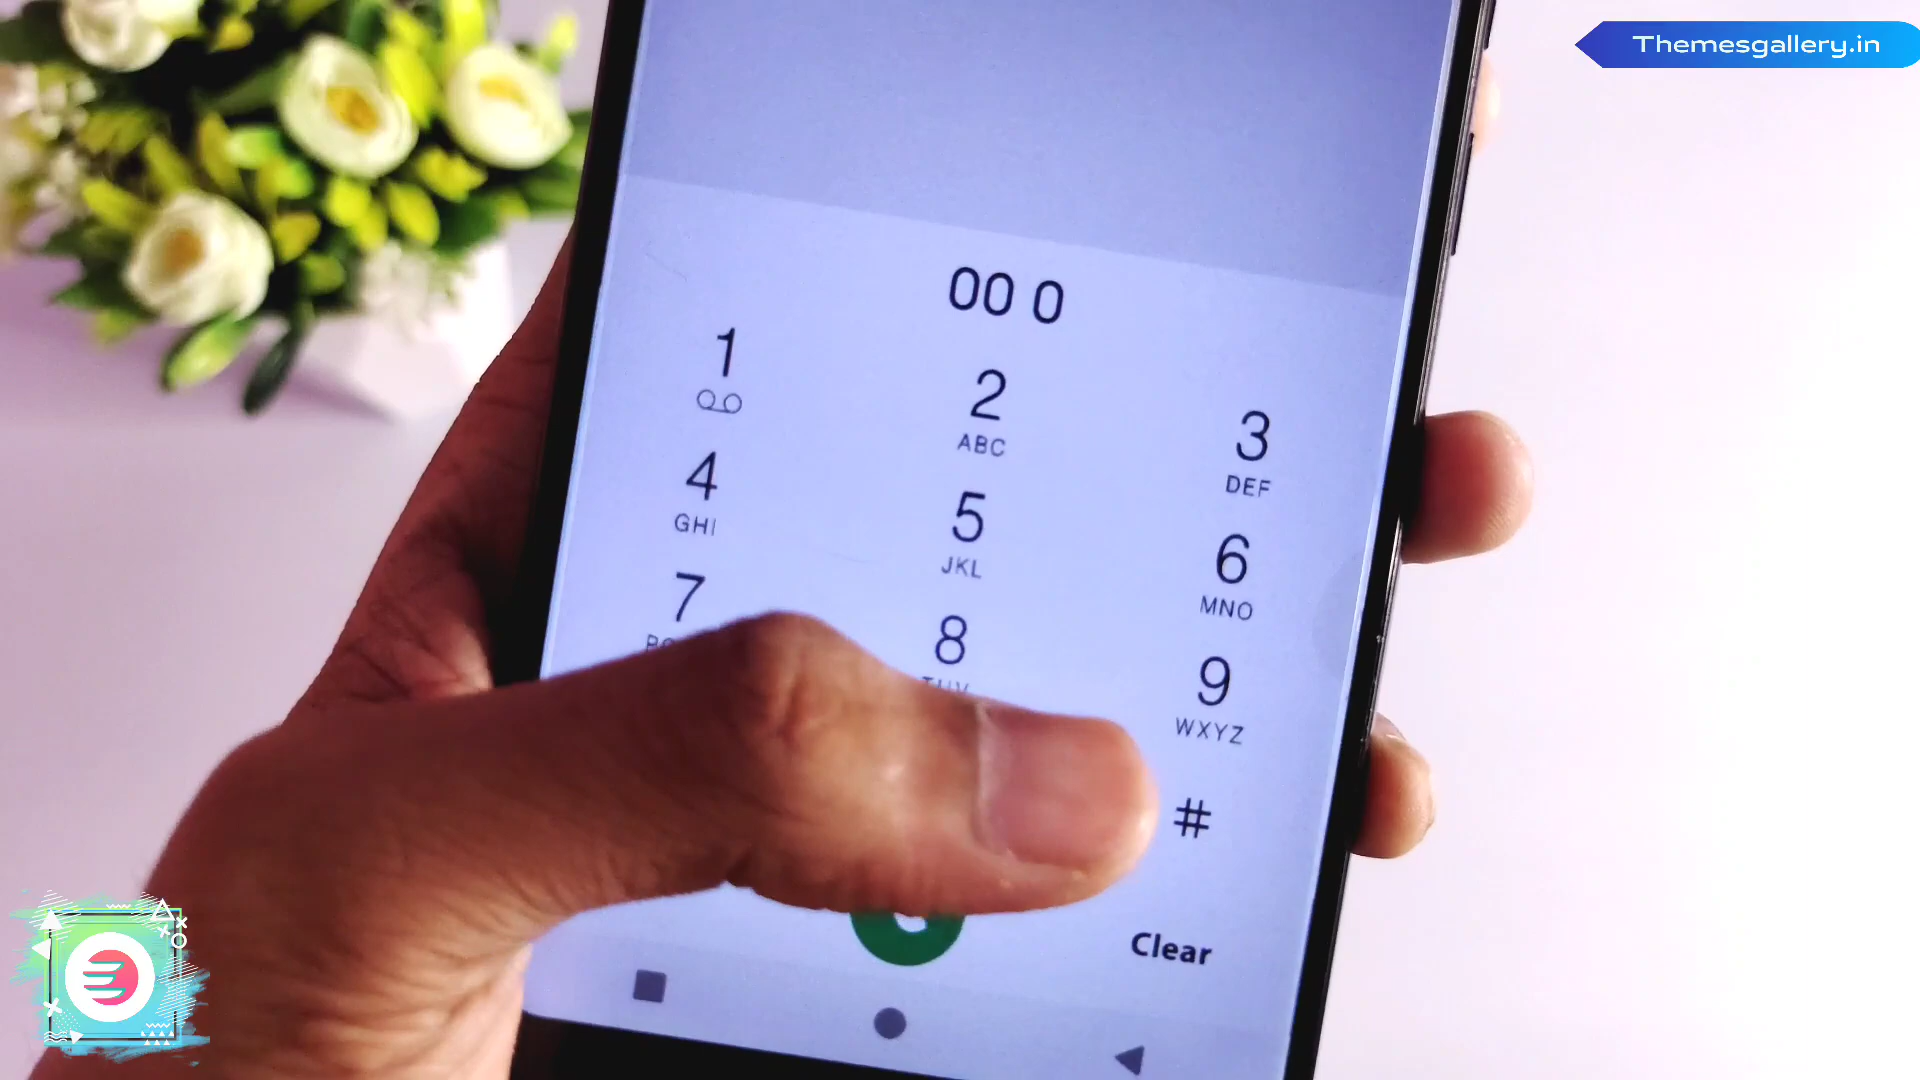 Themesgallery.in
00 0
1
2
ABC
3
DEF
4
GHI
5
JKL
6
MNO
7
8
TUV
9
WXYZ
#
Clear